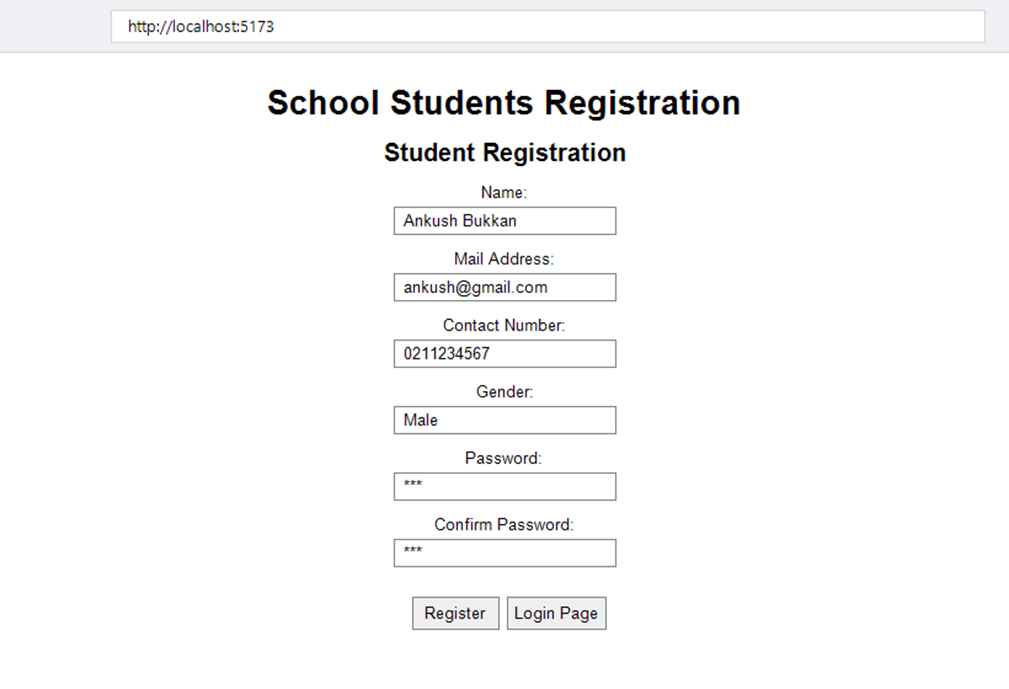 http://localhost:5173
School Students Registration
Student Registration
Name:
Ankush Bukkan
Mail Address:
ankush@gmail.com
Contact Number:
0211234567
Gender:
Male
Password:
***
Confirm Password:
***
Register Login Page